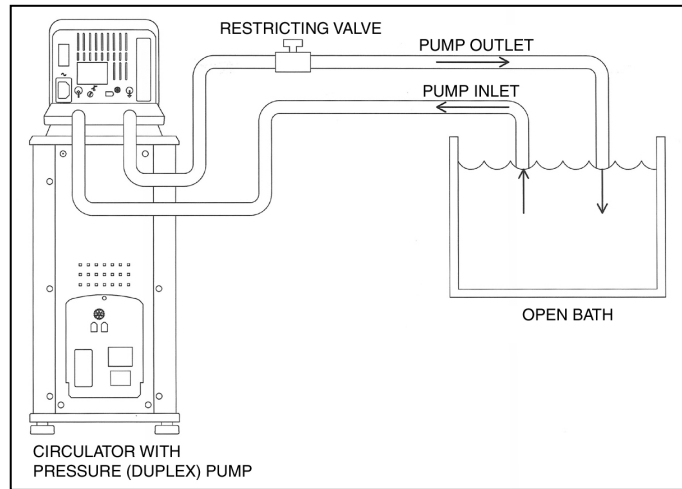 RESTRICTING VALVE
PUMP OUTLET
PUMP INLET
OPEN BATH
CIRCULATOR WITH
PRESSURE (DUPLEX) PUMP